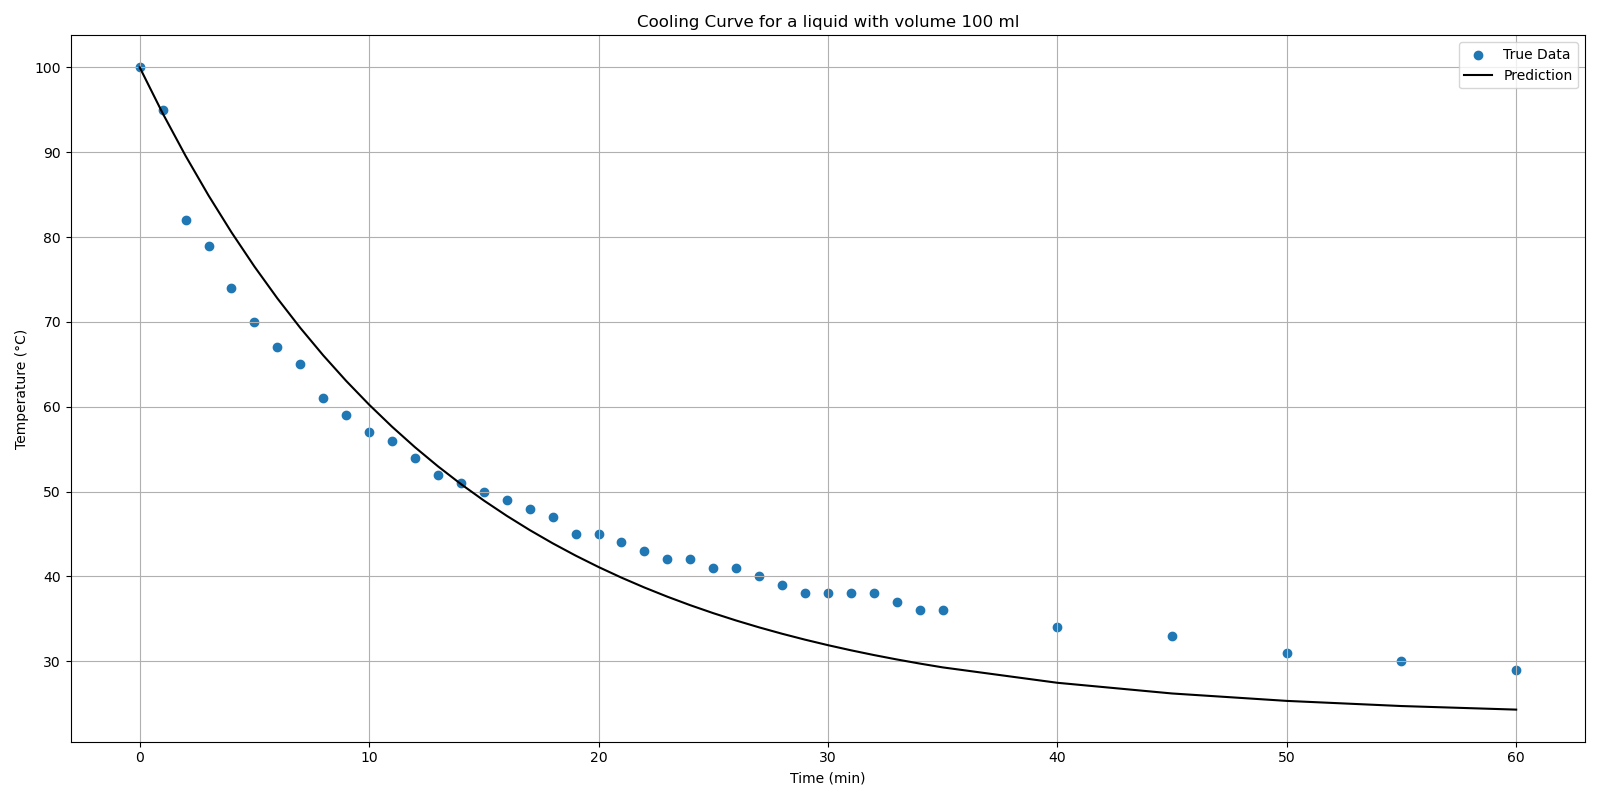 Cooling Curve for a liquid with volume 100 ml
True Data
Prediction
Temperature (°C)
100
90
80
70
60
50
40
30
0 10 20 30 40 50 60
Time (min)